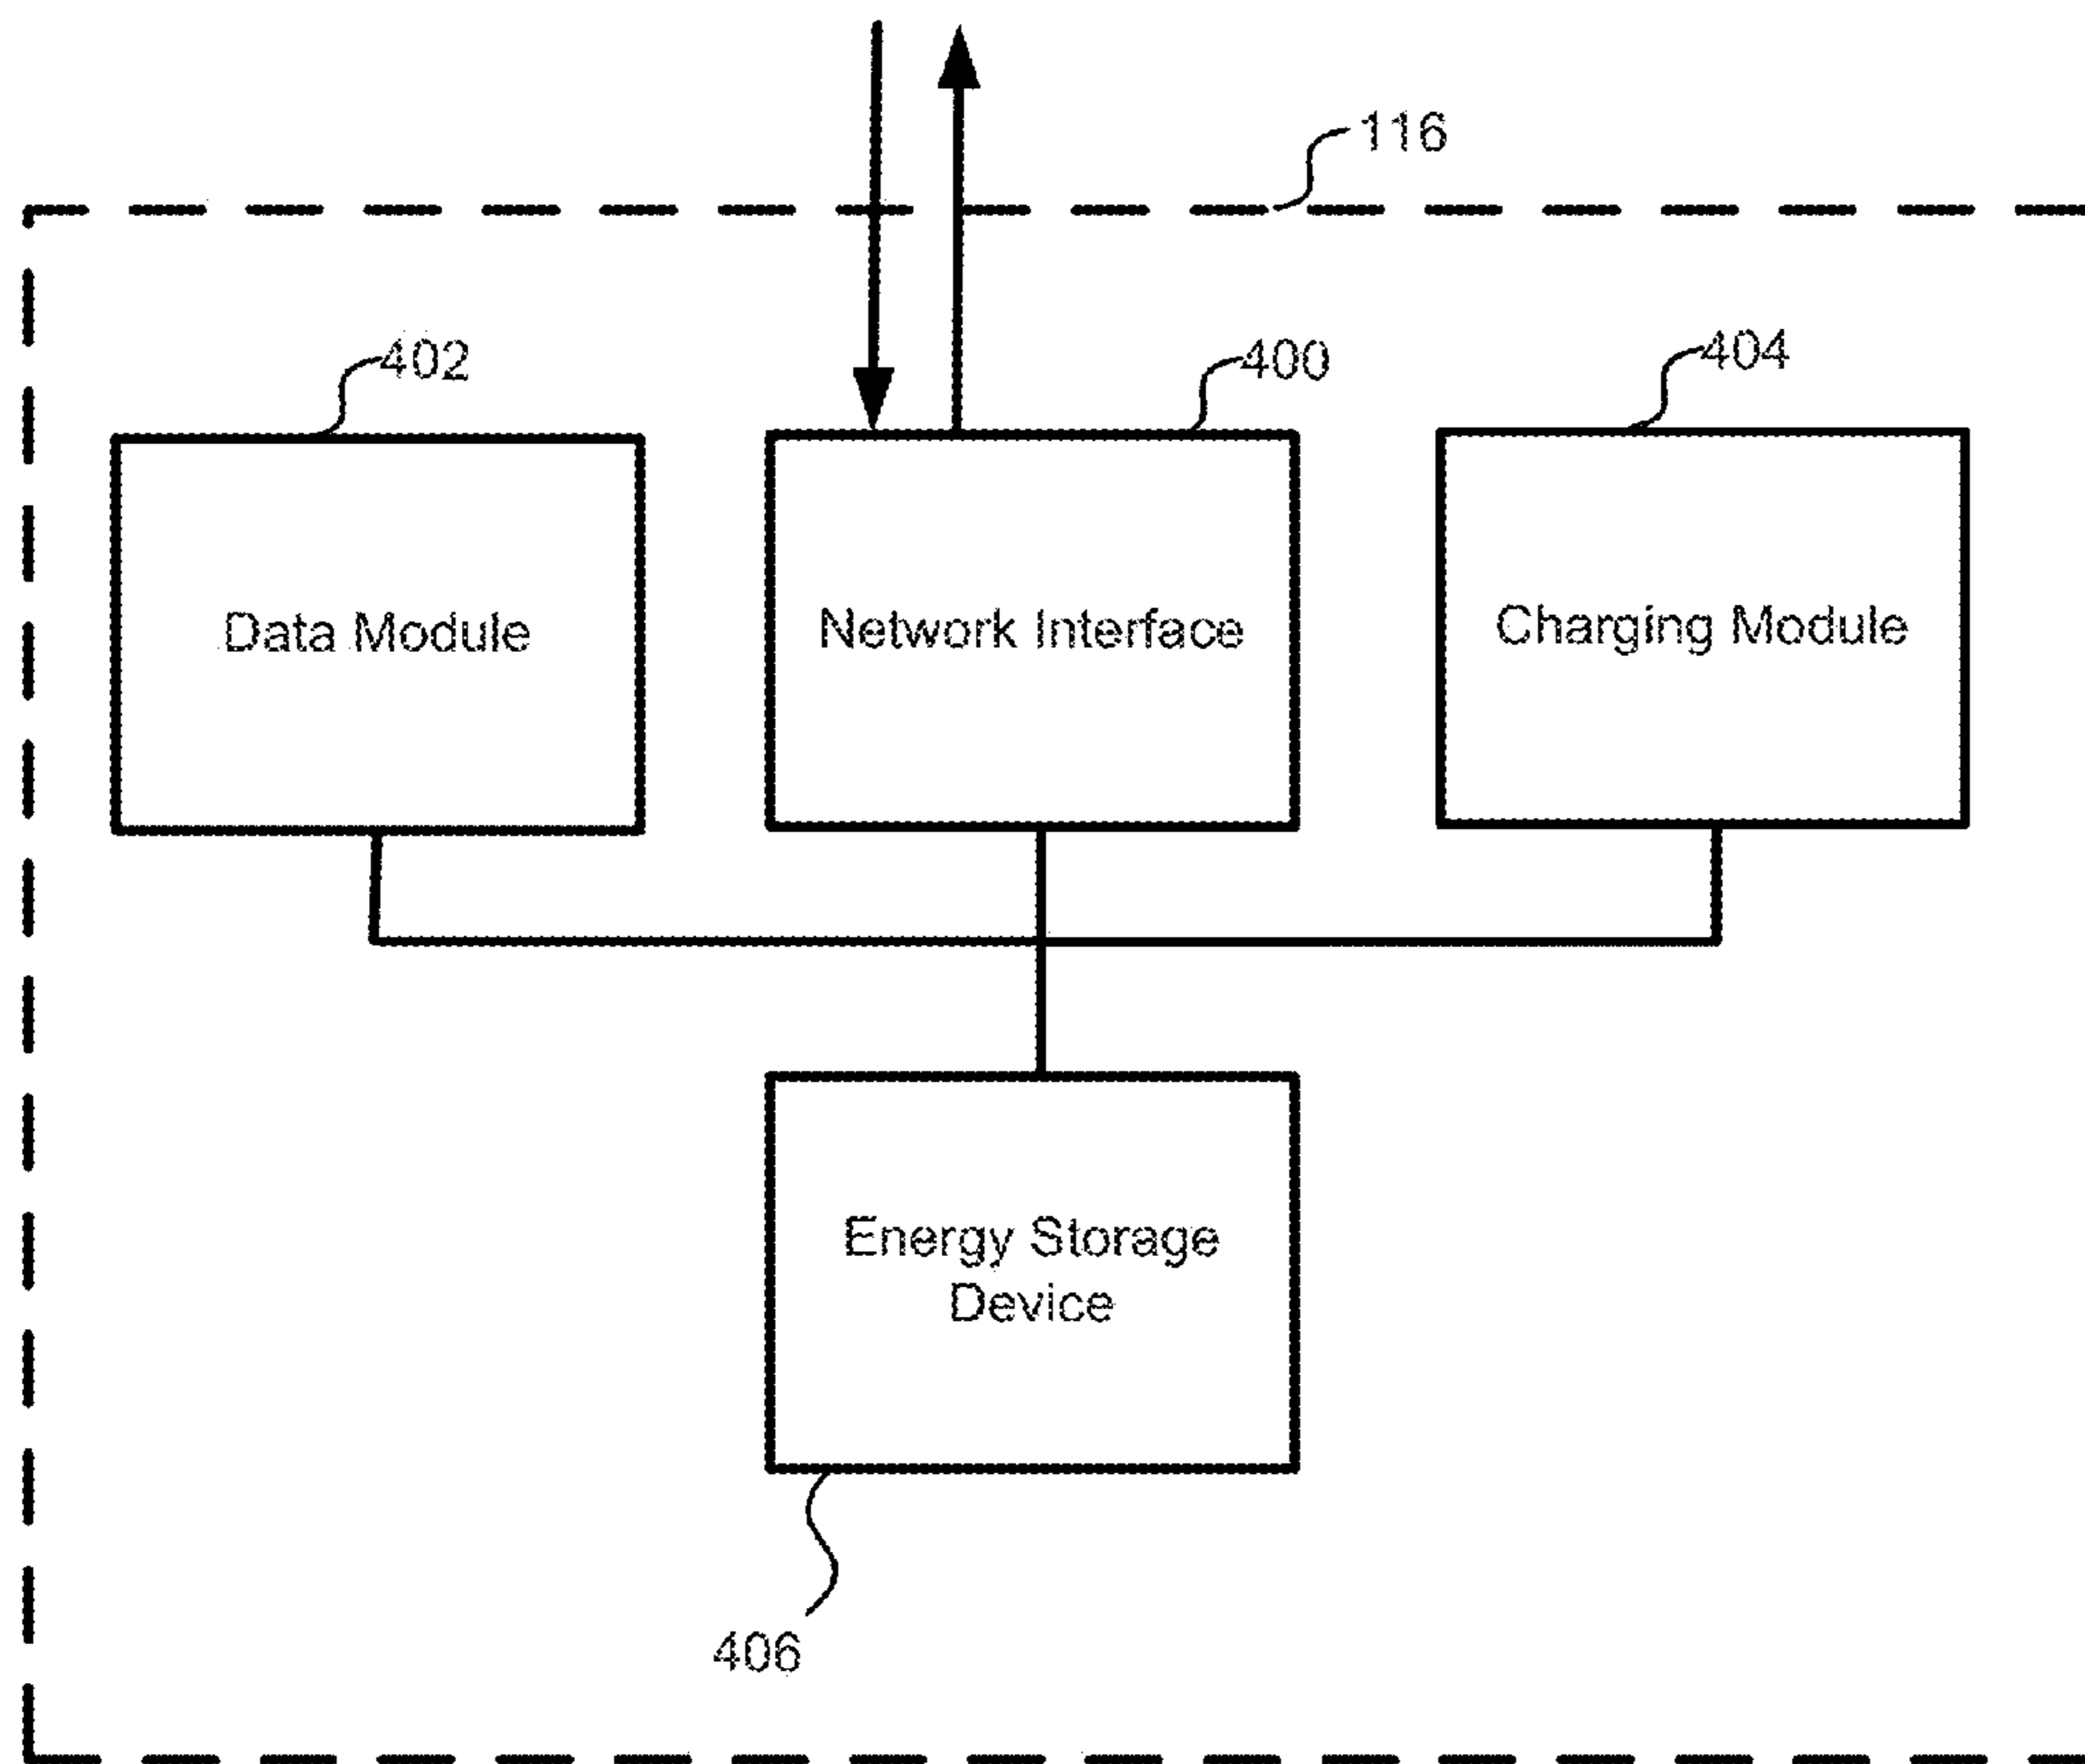 116
402
400
404
Data Module
Network Interface
Charging Module
Energy Storage
Device
406